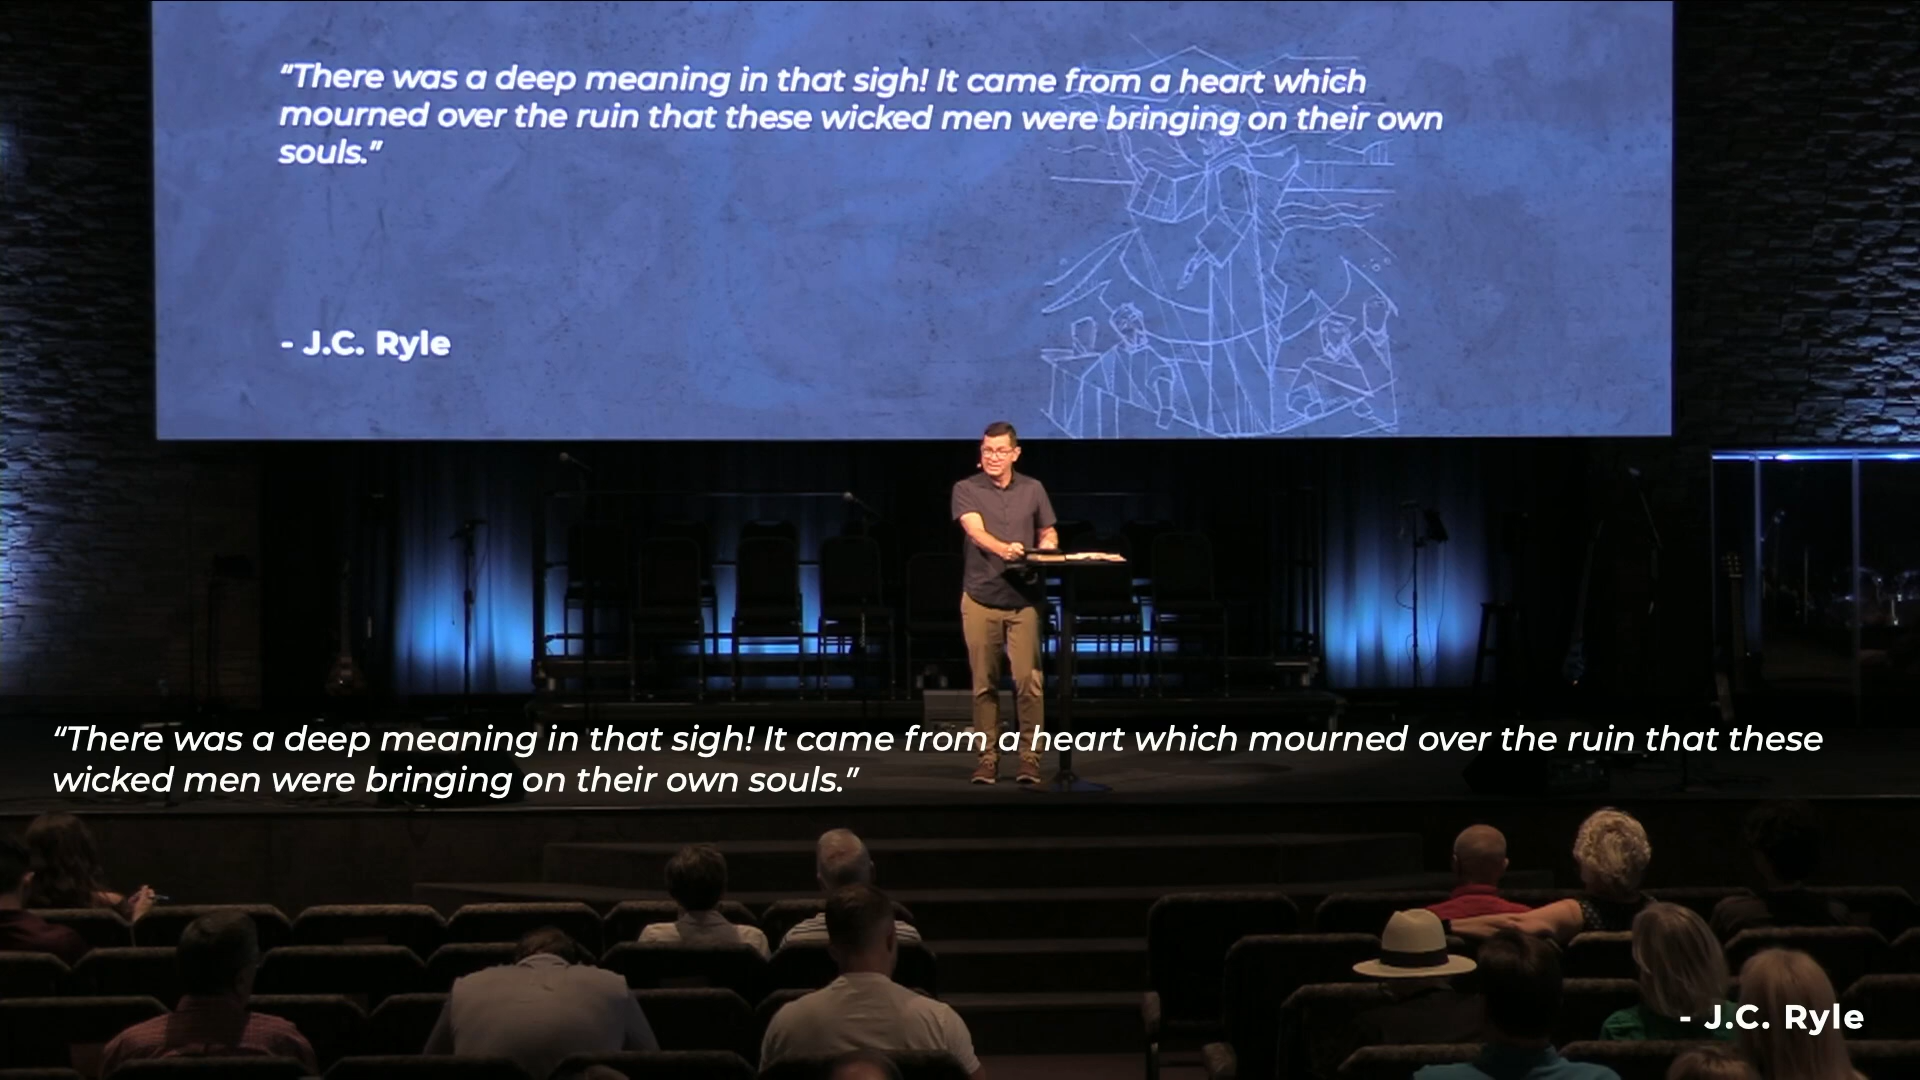 “There was a deep meaning in that sigh! It came from a heart which
mourned over the ruin that these wicked men were bringing on their own
souls.”
- J.C. Ryle
“There was a deep meaning in that sigh! It came from a heart which mourned over the ruin that these
wicked men were bringing on their own souls.”
- J.C. Ryle